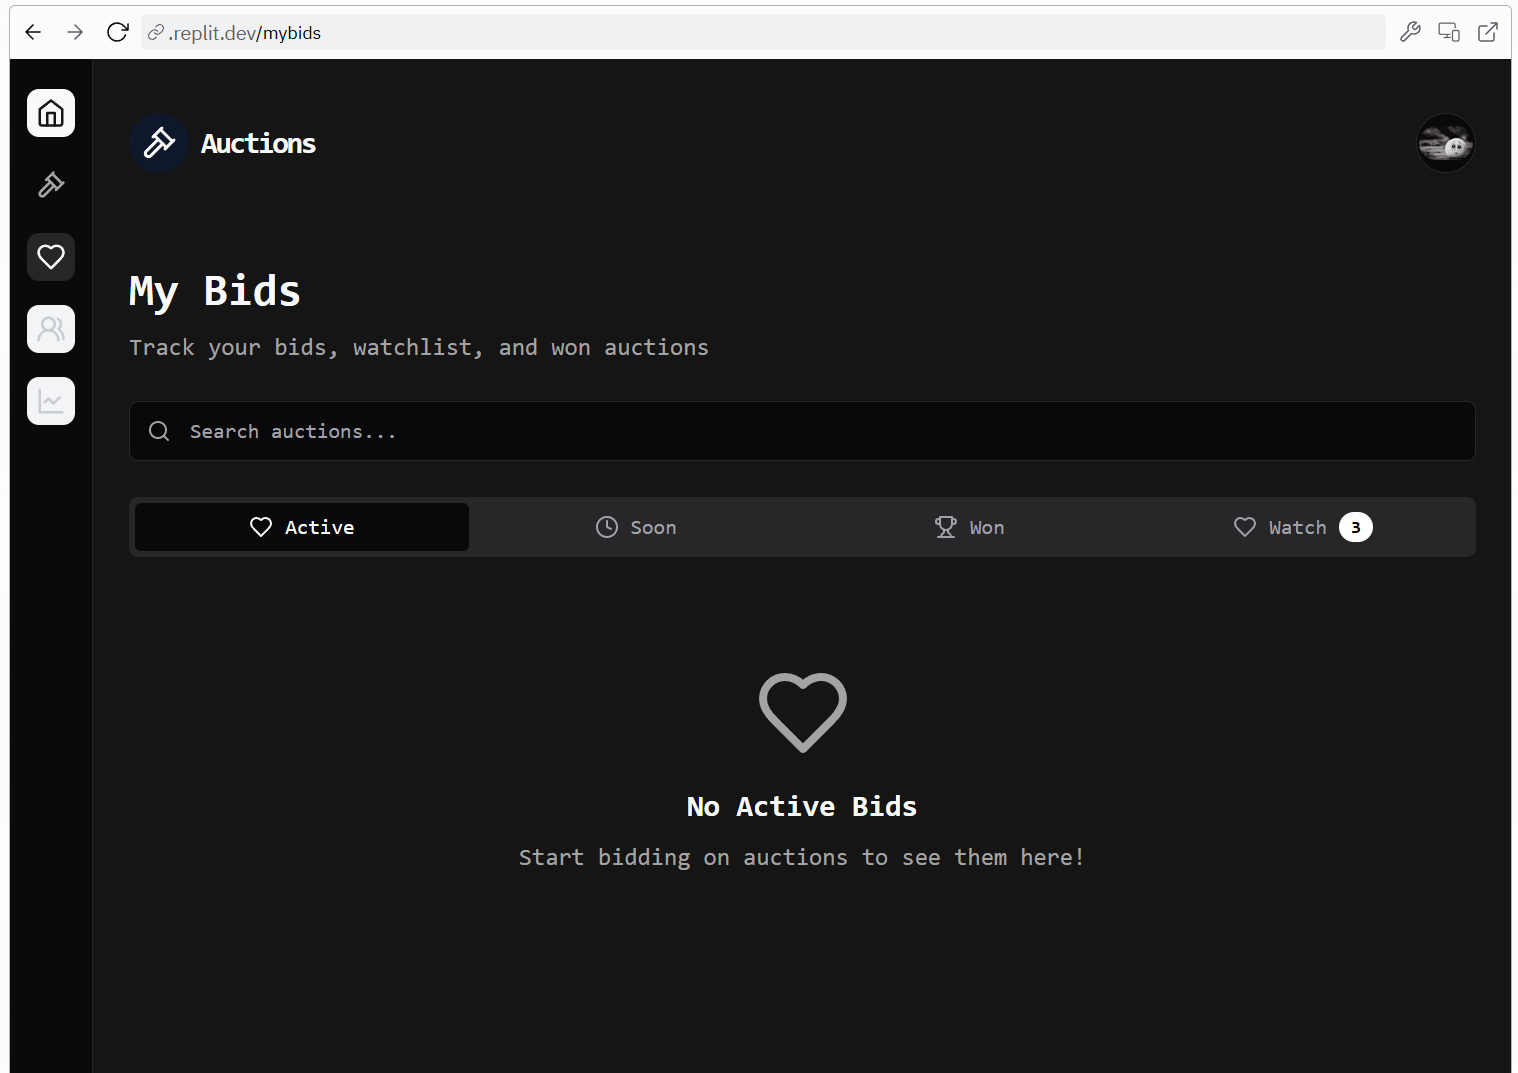 .replit.dev/mybids
Auctions
My Bids
Track your bids, watchlist, and won auctions
Search auctions...
Active
Soon
Won
Watch 3
No Active Bids
Start bidding on auctions to see them here!